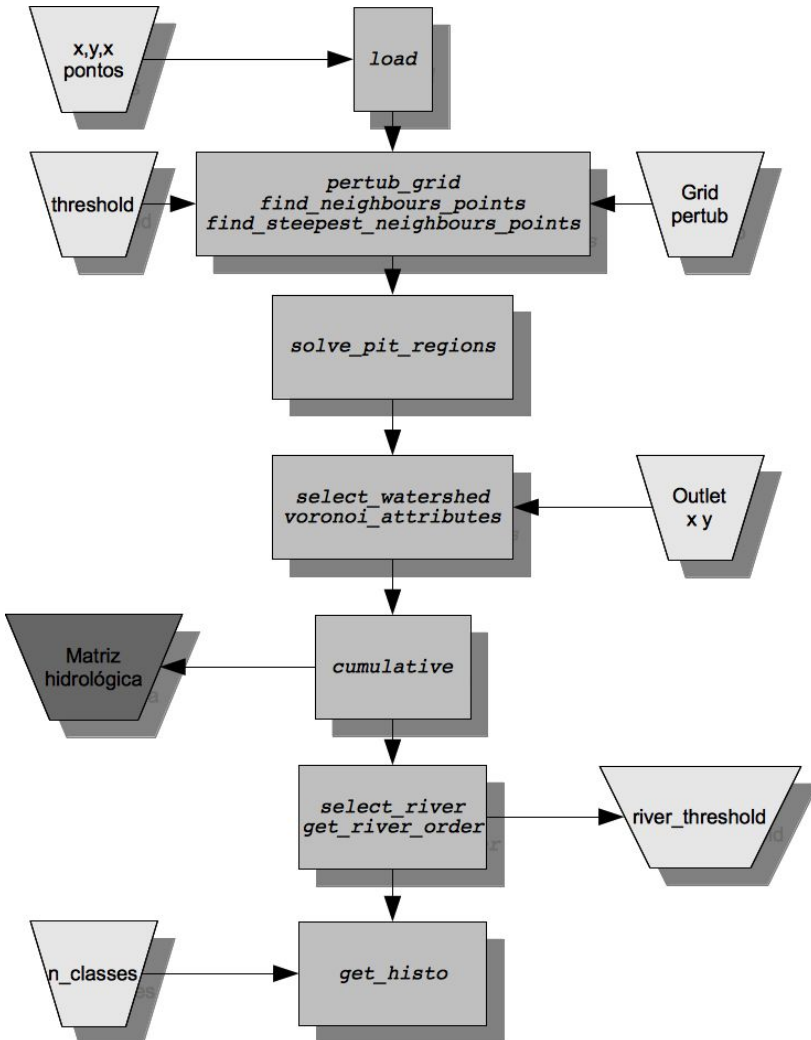 x,y,x
pontos
load
threshold
pertub_grid
find_neighbours_points
find_steepest_neighbours_points
Grid
pertub
solve_pit_regions
select_watershed
voronoi_attributes
Outlet
x y
Matriz
hidrológica
cumulative
select_river
get_river_order
river_threshold
n_classes
get_histo